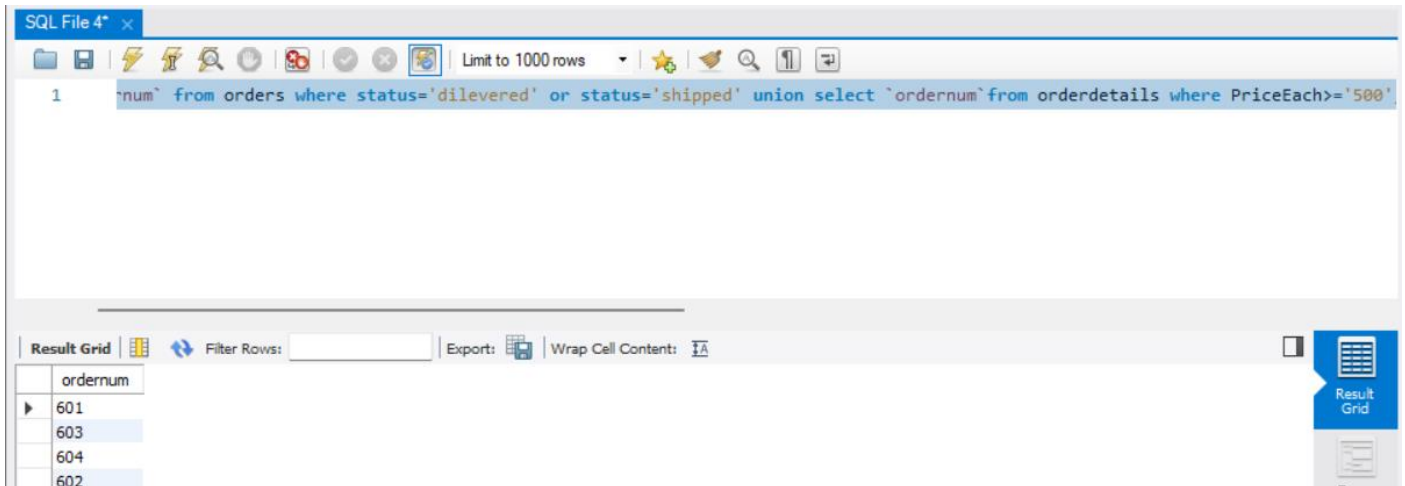 SQL File 4*
Limit to 1000 rows
1 rnum` from orders where status='dilevered' or status='shipped' union select `ordernum`from orderdetails where PriceEach>='500'
Result Grid Filter Rows: Export: Wrap Cell Content:
ordernum
601
603
604
602
Result
Grid